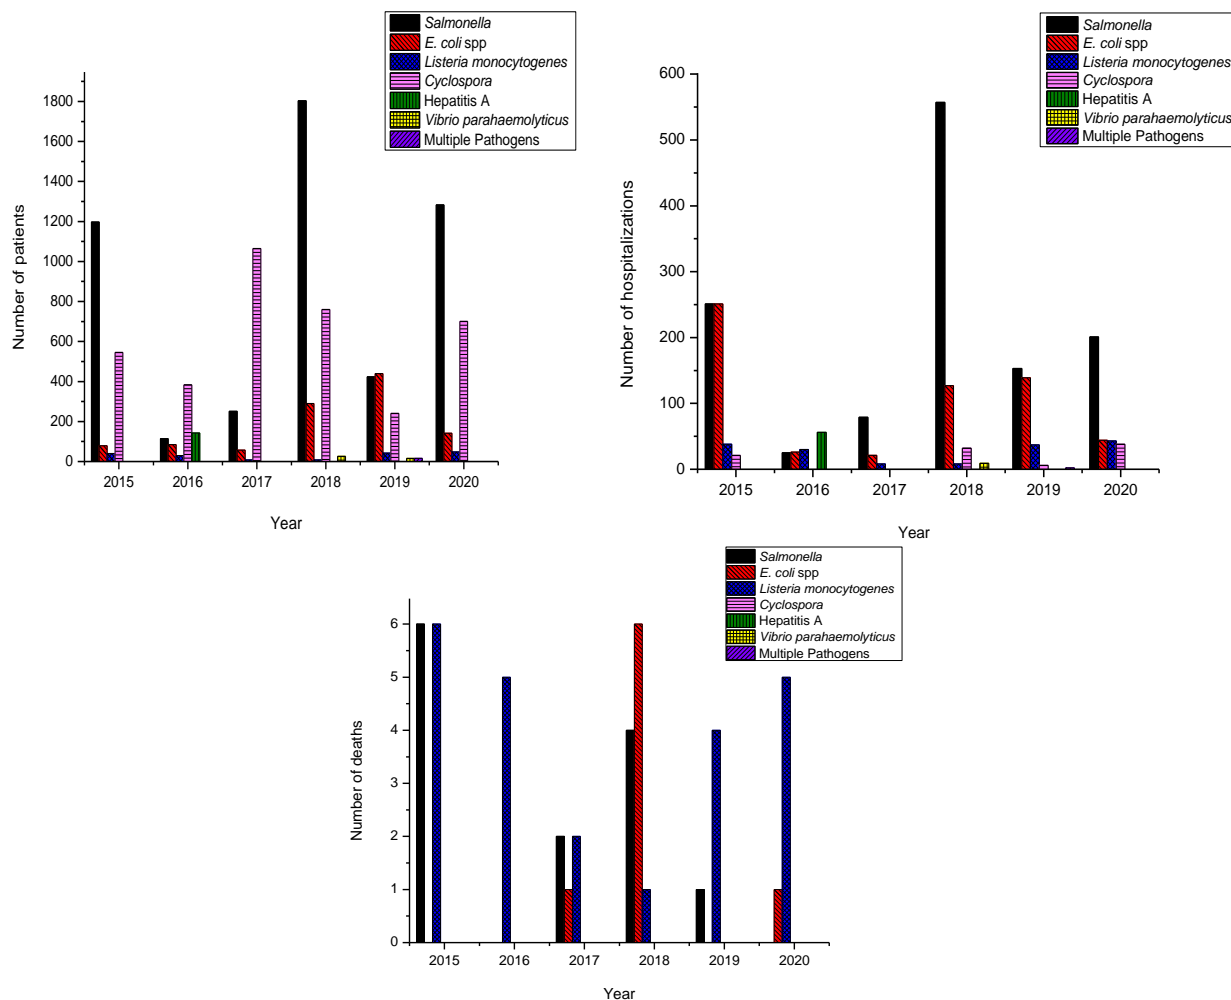 Salmonella
E. coli spp
Listeria monocytogenes
Cyclospora
Hepatitis A
Vibrio parahaemolyticus
Multiple Pathogens
Number of patients
1800
1600
1400
1200
1000
800
600
400
200
0
2015 2016 2017 2018 2019 2020
Year
Salmonella
E. coli spp
Listeria monocytogenes
Cyclospora
Hepatitis A
Vibrio parahaemolyticus
Multiple Pathogens
Number of hospitalizations
600
500
400
300
200
100
0
2015 2016 2017 2018 2019 2020
Year
Salmonella
E. coli spp
Listeria monocytogenes
Cyclospora
Hepatitis A
Vibrio parahaemolyticus
Multiple Pathogens
Number of deaths
6
5
4
3
2
1
0
2015 2016 2017 2018 2019 2020
Year